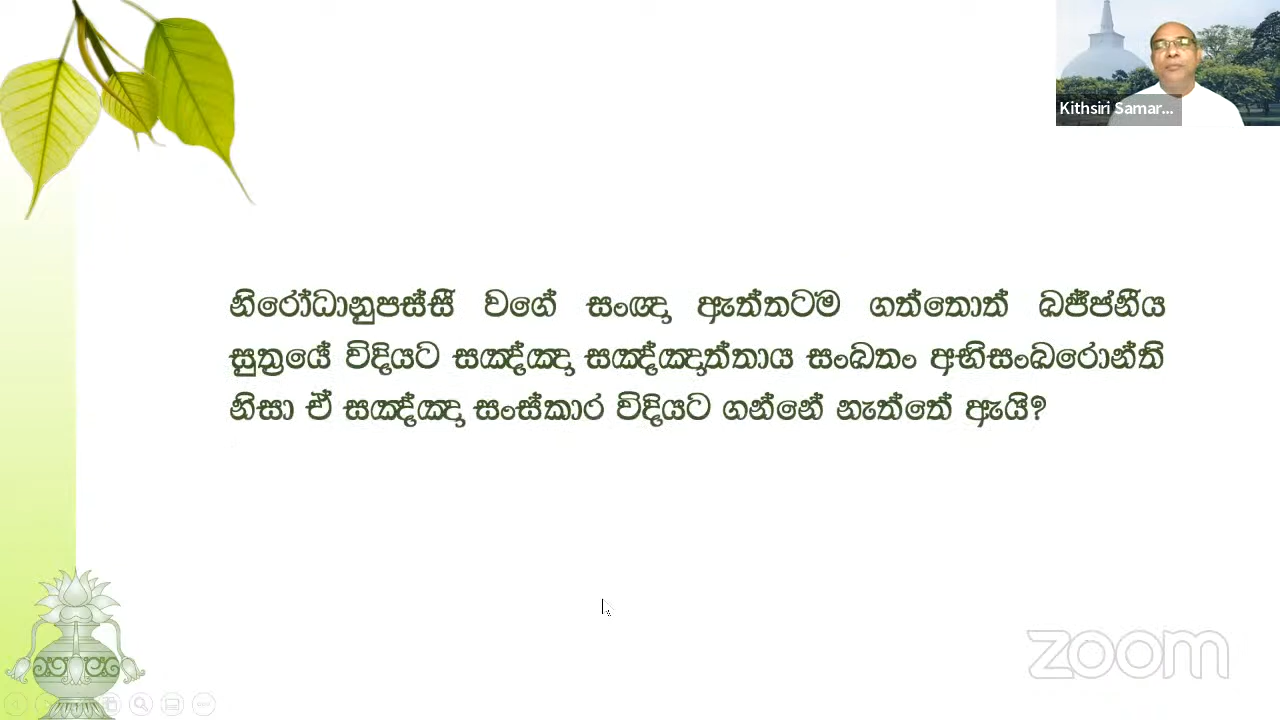 Kithsiri Samar...
නිරෝධානුපස්සී වගේ සංඥා ඇත්තටම ගත්තොත් ඛජ්ජනීය
සුත්‍රයේ විදියට සඤ්ඤා සඤ්ඤාත්තාය සංඛතං අභිසංඛරොන්ති
නිසා ඒ සඤ්ඤා සංස්කාර විදියට ගන්නේ නැත්තේ ඇයි?
zoom